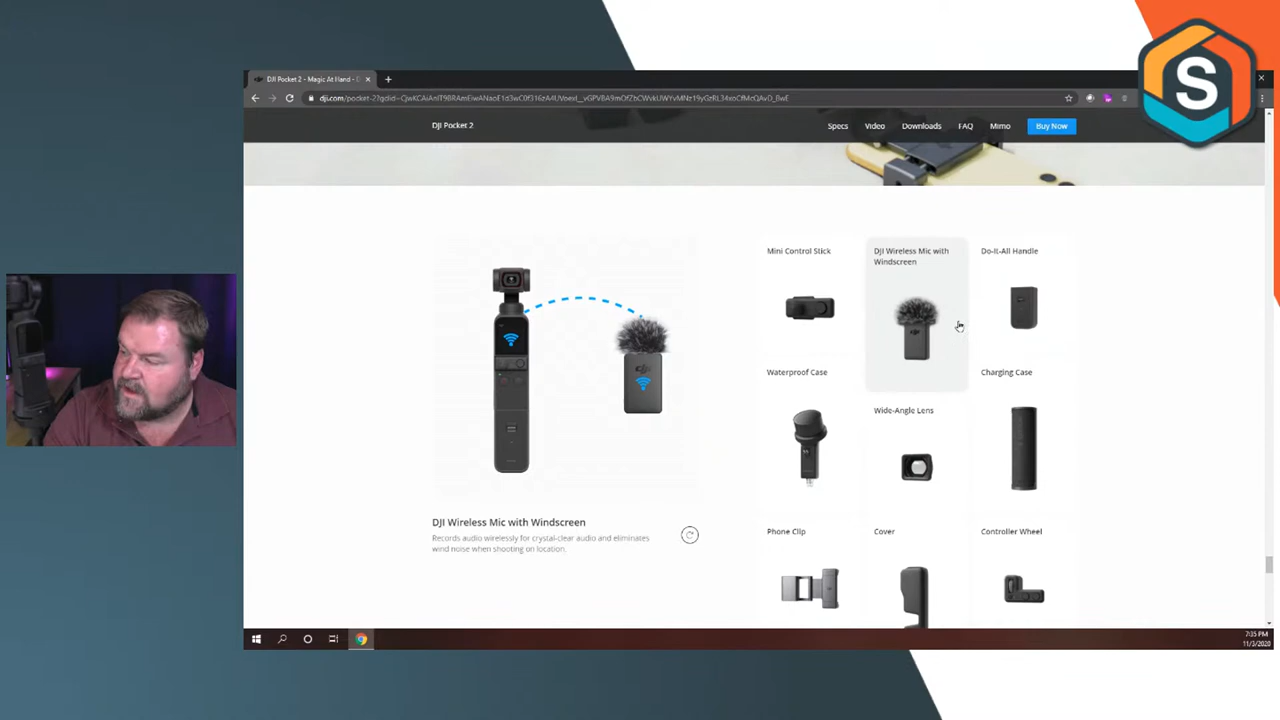 DJI Pocket 2 - Magic At Hand - D
DJI Pocket 2
Specs
Video
Downloads
FAQ
Mimo
Buy Now
S
Mini Control Stick
DJI Wireless Mic with
Windscreen
Do-It-All Handle
Waterproof Case
Wide-Angle Lens
Charging Case
Phone Clip
Cover
Controller Wheel
DJI Wireless Mic with Windscreen
Records audio wirelessly for crystal-clear audio and eliminates
wind noise when shooting on location.
7:35 PM
11/3/2020